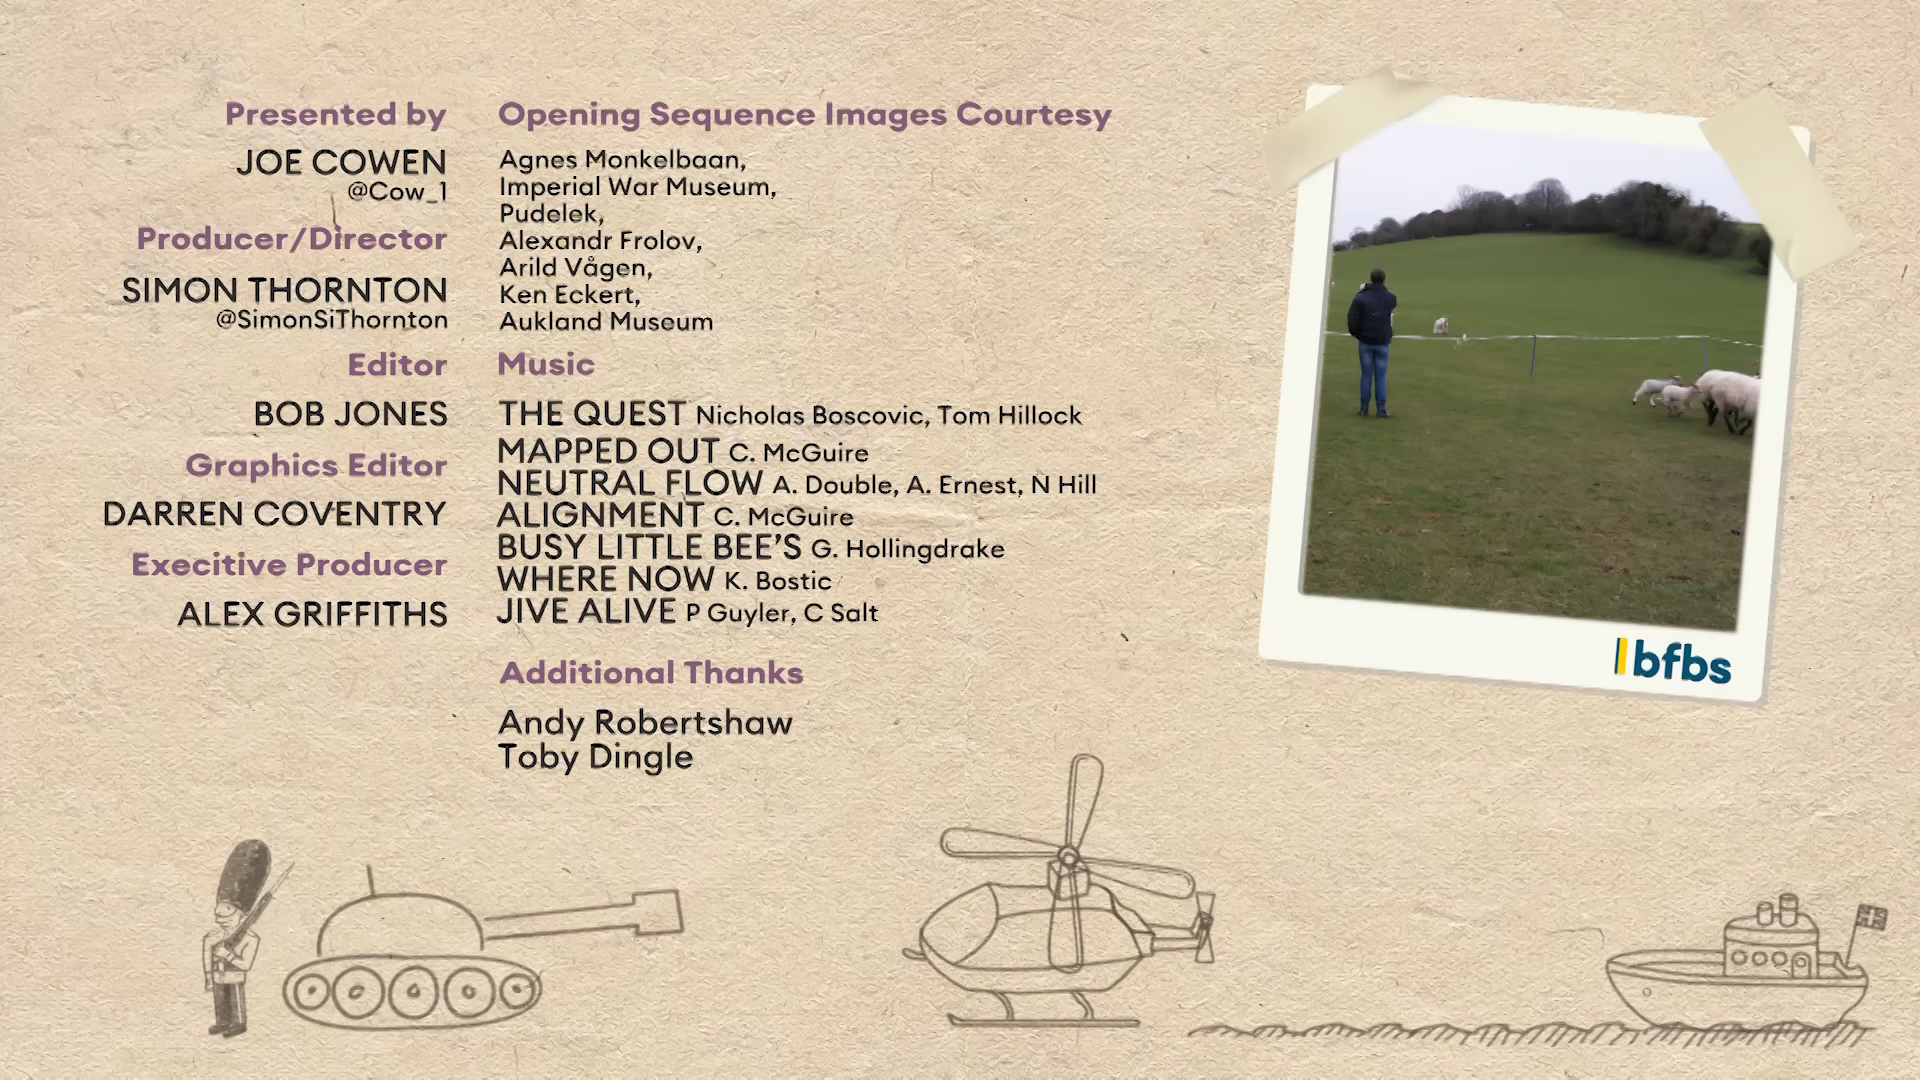 Presented by
JOE COWEN
@Cow_1
Producer/Director
SIMON THORNTON
@SimonSiThornton
Editor
BOB JONES
Graphics Editor
DARREN COVENTRY
Execitive Producer
ALEX GRIFFITHS
Opening Sequence Images Courtesy
Agnes Monkelbaan,
Imperial War Museum,
Pudelek,
Alexandr Frolov,
Arild Vågen,
Ken Eckert,
Aukland Museum
Music
THE QUEST Nicholas Boscovic, Tom Hillock
MAPPED OUT C. McGuire
NEUTRAL FLOW A. Double, A. Ernest, N Hill
ALIGNMENT C. McGuire
BUSY LITTLE BEE'S G. Hollingdrake
WHERE NOW K. Bostic
JIVE ALIVE P Guyler, C Salt
Additional Thanks
Andy Robertshaw
Toby Dingle
bfbs